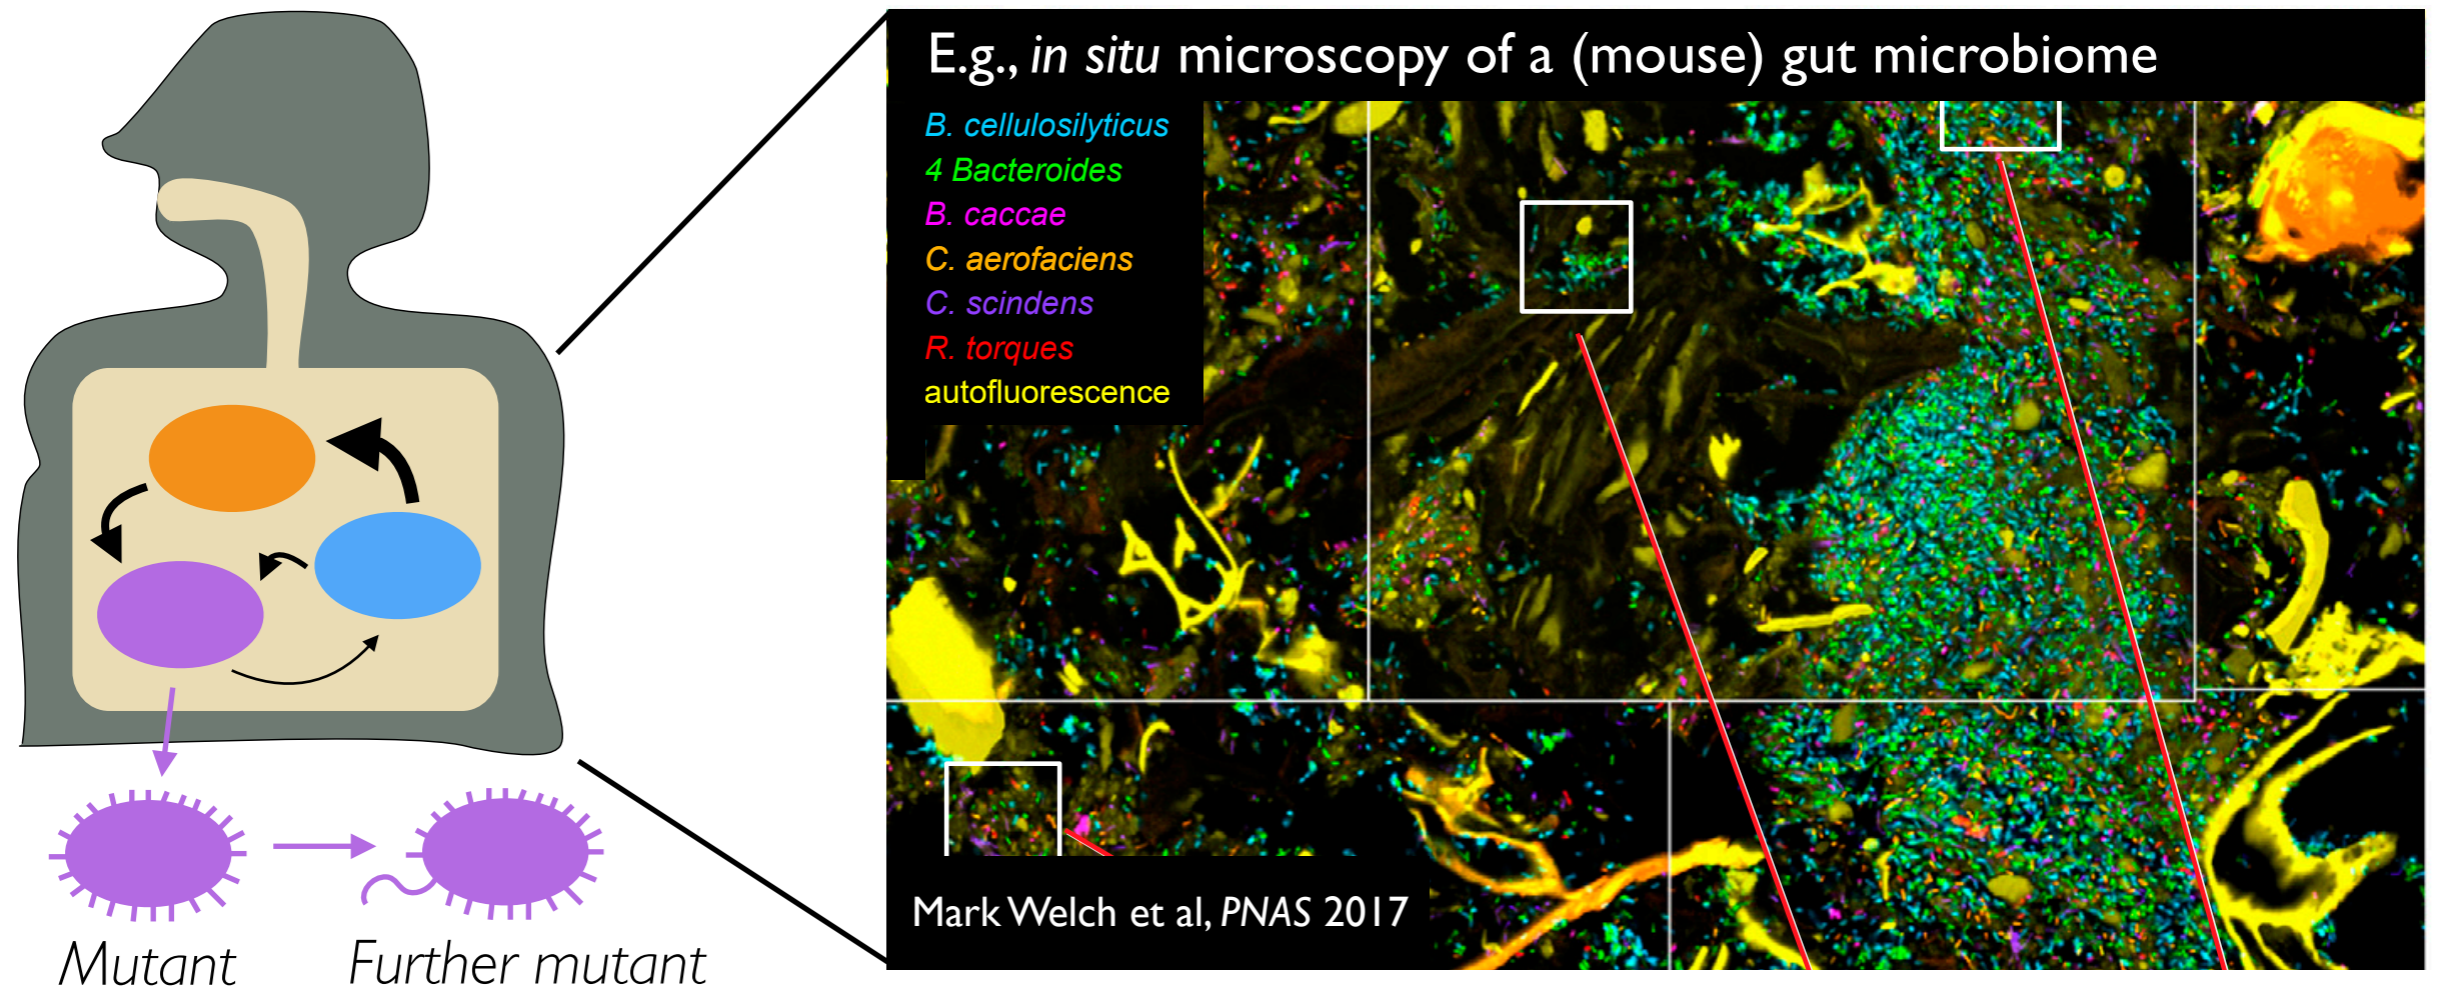 E.g., in situ microscopy of a (mouse) gut microbiome
B. cellulosilyticus
4 Bacteroides
B. caccae
C. aerofaciens
C. scindens
R. torques
autofluorescence
Mark Welch et al, PNAS 2017
Mutant
Further mutant